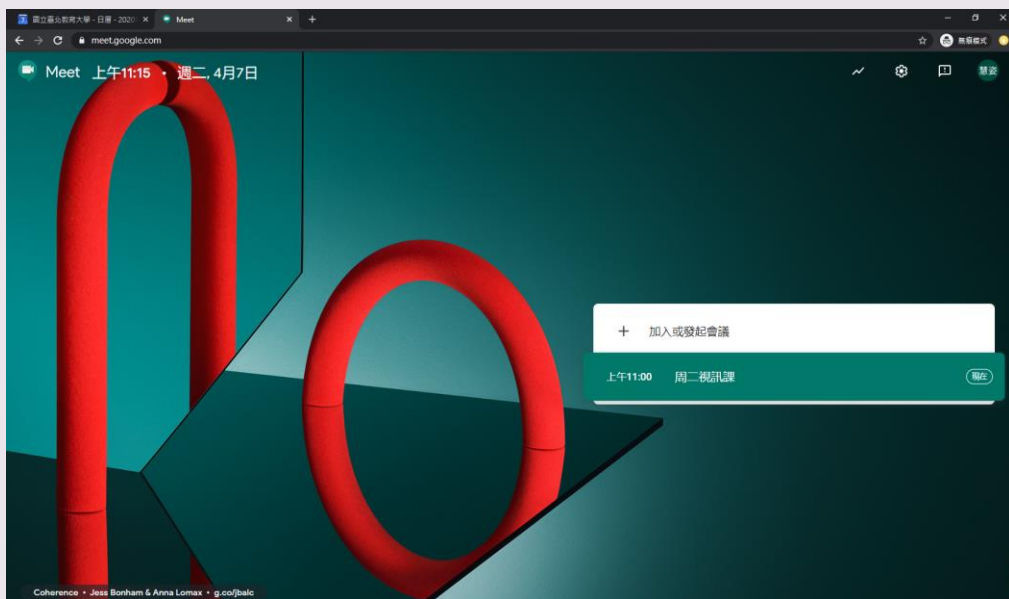 國立臺北教育大學 - 日曆 - 2020
Meet
meet.google.com
無痕模式
Meet 上午11:15 • 週二, 4月7日
慧姿
加入或發起會議
上午11:00 周二視訊課 現在
Coherence • Jess Bonham & Anna Lomax • g.co/jbalc